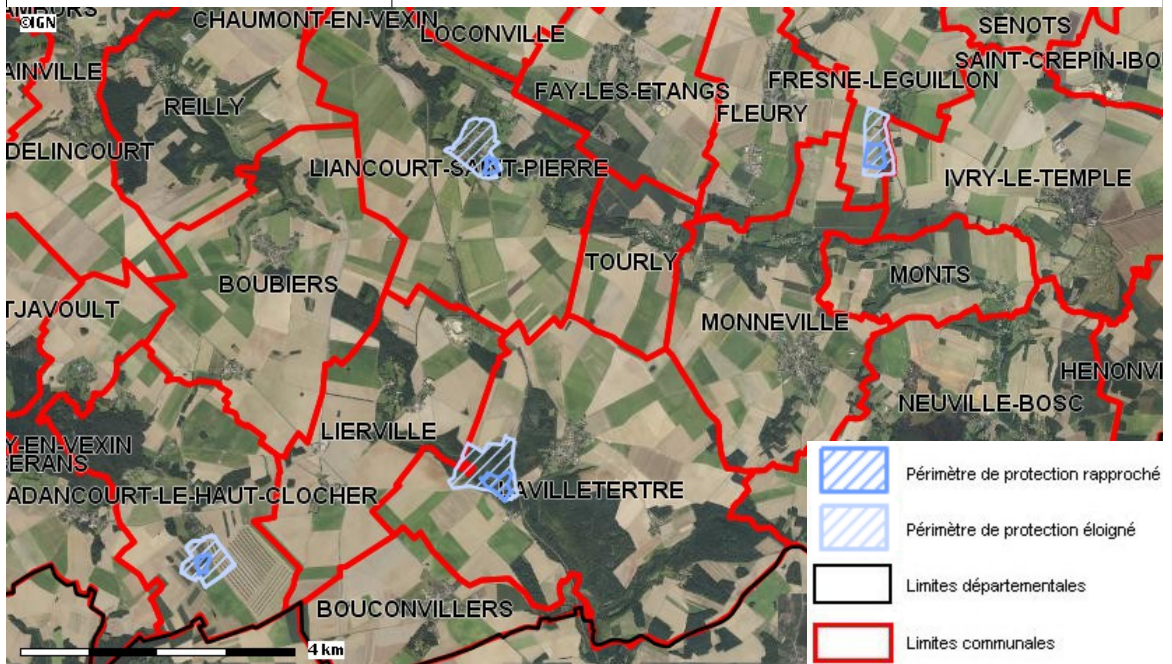 ©IGN
CHAUMONT-EN-VEXIN
LOCONVILLE
SENOTS
AINVILLE
REILLY
FAY-LES-ETANGS
FRESNE-LEGUILLON
SAINT-CREPIN-IBO
FLEURY
DELINCOURT
LIANCOURT-SAINT-PIERRE
IVRY-LE-TEMPLE
BOUBIERS
TOURLY
MONTS
TJAVOULT
MONNEVILLE
HENONVI
NEUVILLE-BOSC
LIERVILLE
Y-EN-VEXIN
ERANS
ADANCOURT-LE-HAUT-CLOCHER
AVILLETERTRE
BOUCONVILLERS
4 km
Périmètre de protection rapproché
Périmètre de protection éloigné
Limites départementales
Limites communales